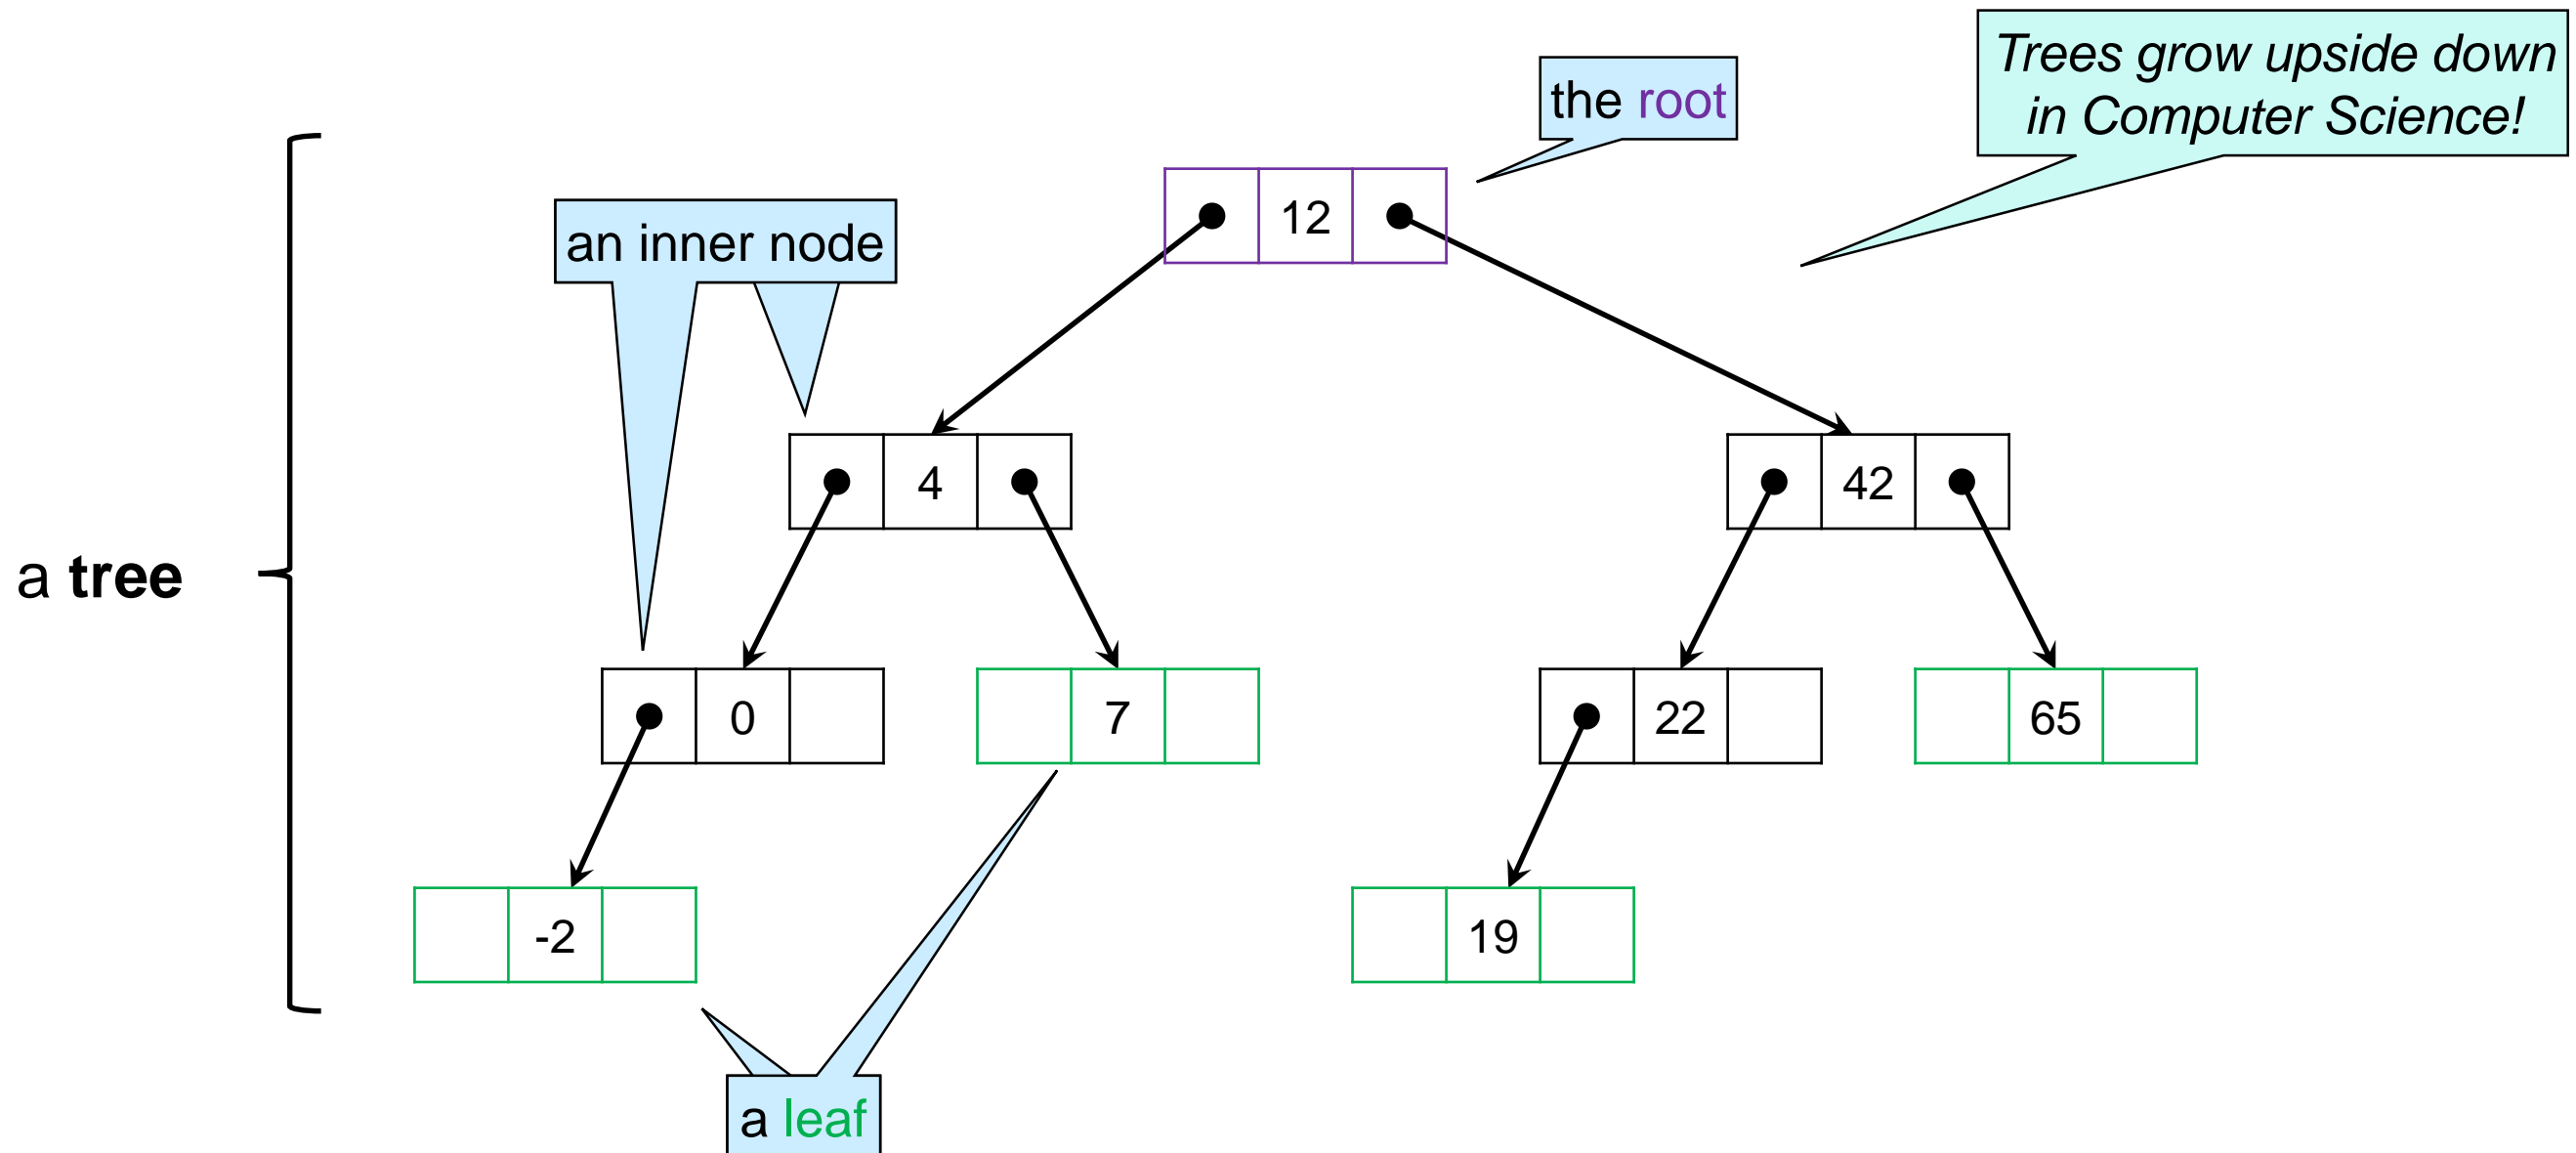 Trees grow upside down
in Computer Science!
the root
12
an inner node
4
42
a tree
0
7
22
65
-2
19
a leaf